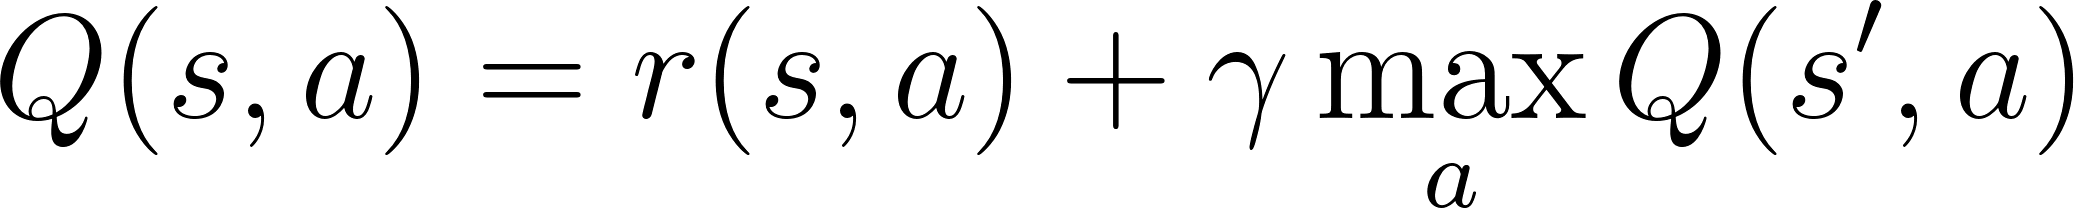 Q(s, a) = r(s, a) + γ max_a Q(s′, a)